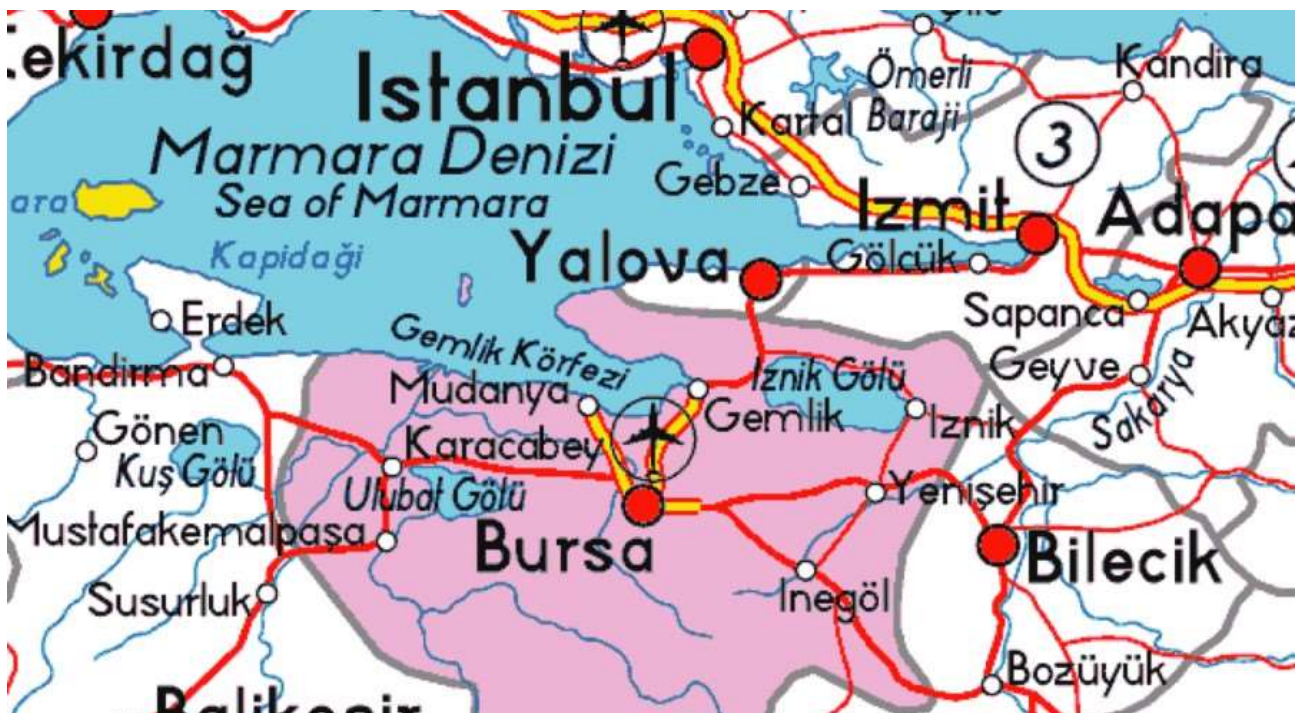 Tekirdağ
Istanbul
Marmara Denizi
Sea of Marmara
Kapidaği
Kartal
Ömerli
Baraji
Kandira
3
Gebze
Izmit
Yalova
Gölcük
Sapanca
Erdek
Gemlik Körfezi
Iznik Gölü
Geyve
Bandirma
Mudanya
Gemlik
Iznik
Sakarya
Gönen
Kuş Gölü
Karacabey
Ulubat Gölü
Yenişehir
Mustafakemalpaşa
Bursa
Bilecik
Susurluk
Inegöl
Bozüyük